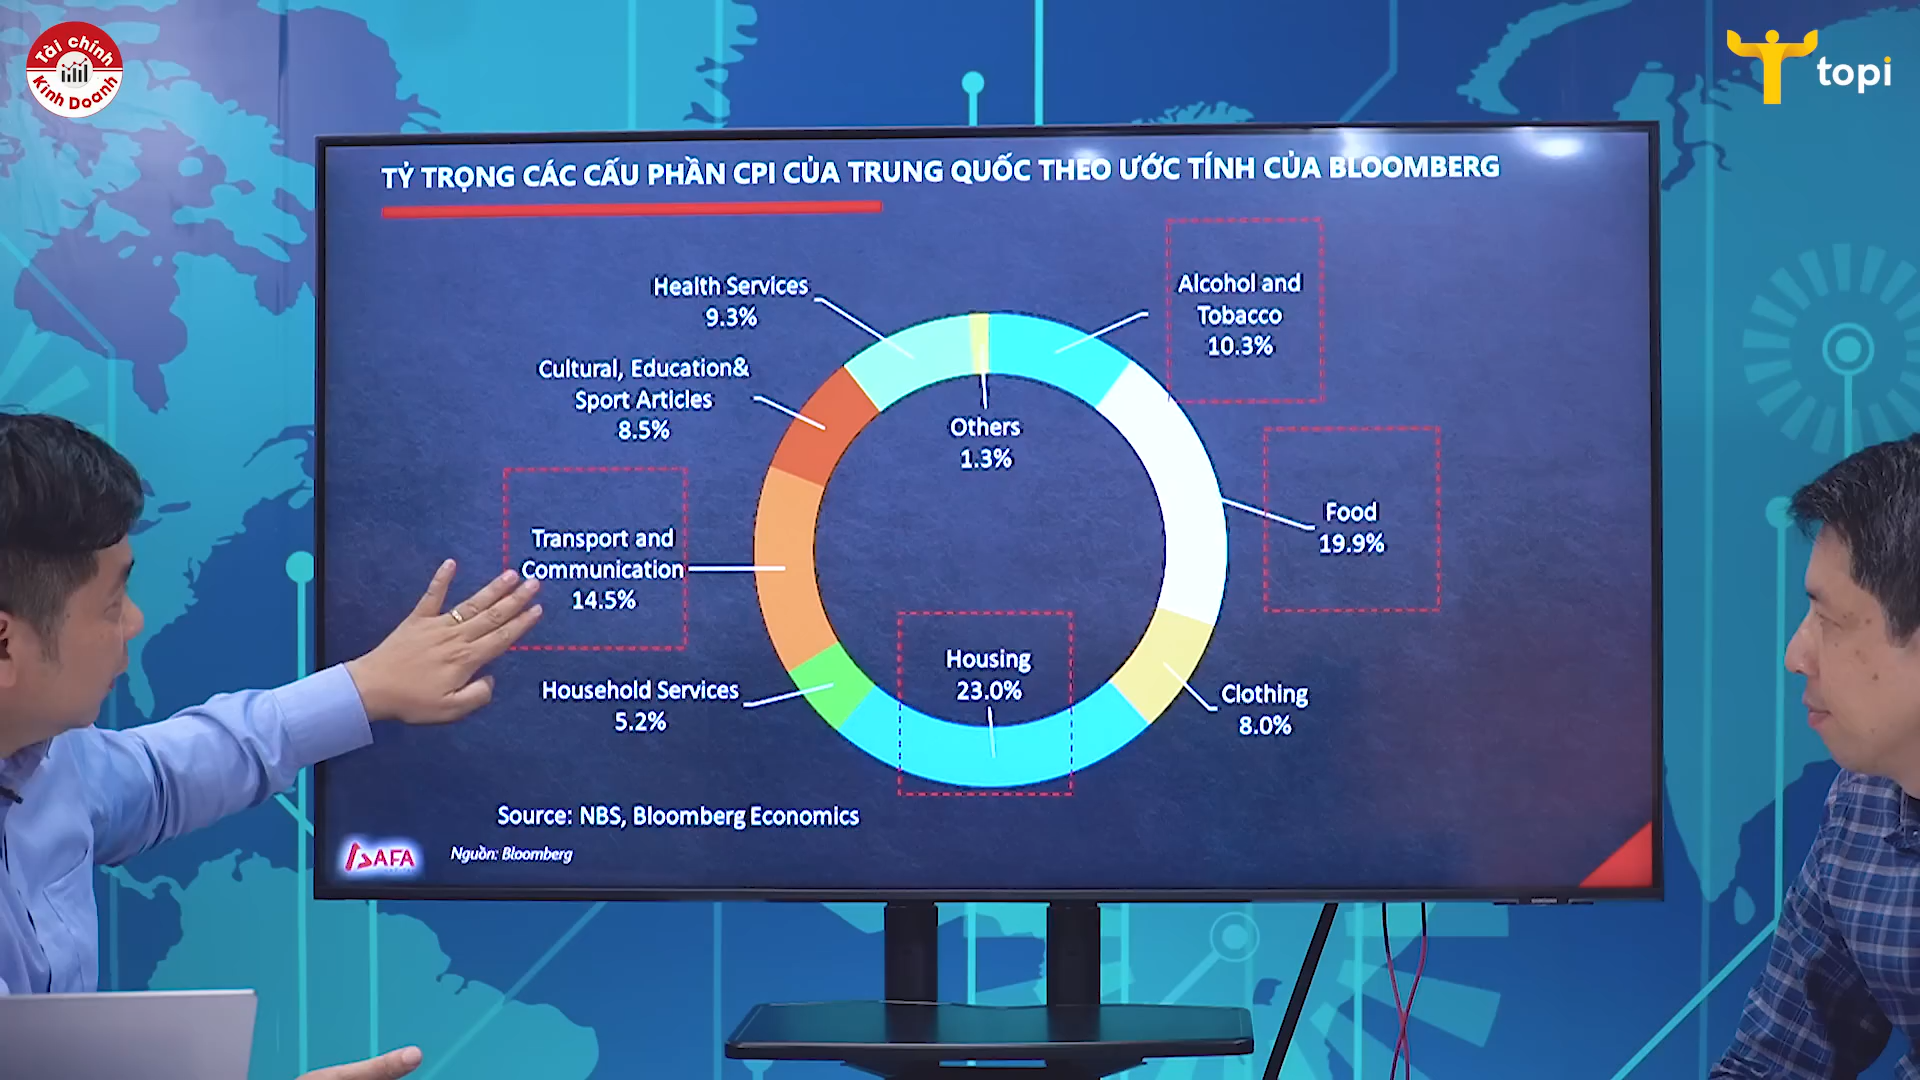 Tài chính
Kinh Doanh
topi
TỶ TRỌNG CÁC CẤU PHẦN CPI CỦA TRUNG QUỐC THEO ƯỚC TÍNH CỦA BLOOMBERG
Health Services
9.3%
Alcohol and
Tobacco
10.3%
Cultural, Education&
Sport Articles
8.5%
Others
1.3%
Food
19.9%
Transport and
Communication
14.5%
Housing
23.0%
Household Services
5.2%
Clothing
8.0%
Source: NBS, Bloomberg Economics
AFA
CAPITAL
Nguồn: Bloomberg